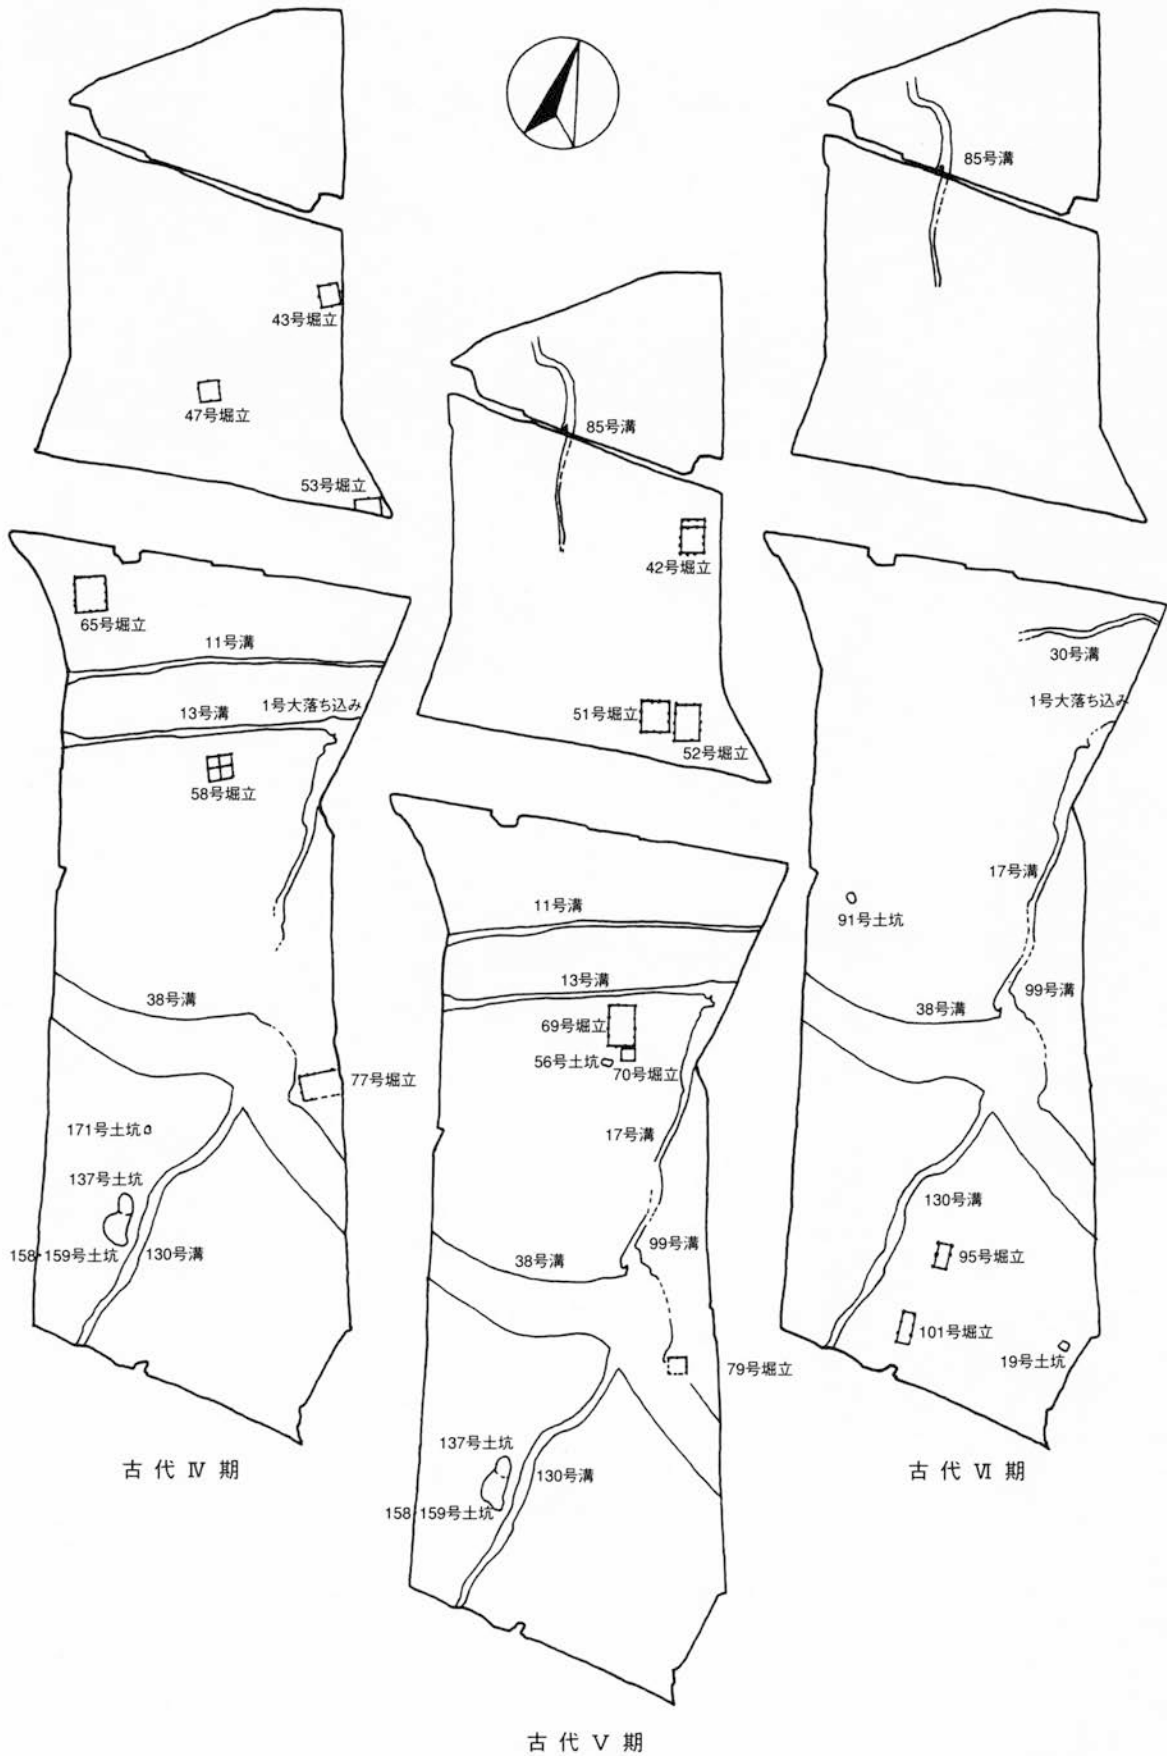 43号堀立
47号堀立
53号堀立
65号堀立
11号溝
13号溝
1号大落ち込み
58号堀立
38号溝
77号堀立
171号土坑
137号土坑
158・159号土坑
130号溝
古代Ⅳ期
85号溝
42号堀立
51号堀立
52号堀立
11号溝
13号溝
69号堀立
56号土坑
70号堀立
17号溝
99号溝
38号溝
79号堀立
137号土坑
130号溝
158 159号土坑
古代Ⅴ期
85号溝
30号溝
1号大落ち込み
17号溝
91号土坑
99号溝
38号溝
130号溝
95号堀立
101号堀立
19号土坑
古代Ⅵ期